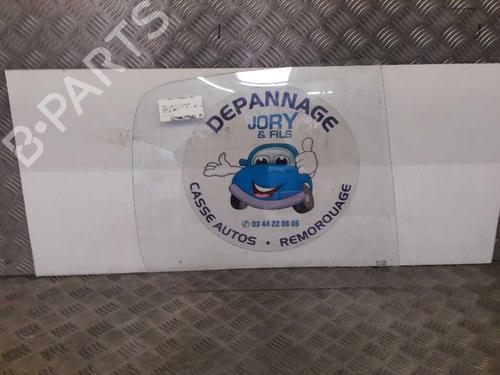 B-PARTS
DEPANNAGE
JORY
& FILS
✆ 03 44 22 06 06
CASSE AUTOS • REMORQUAGE